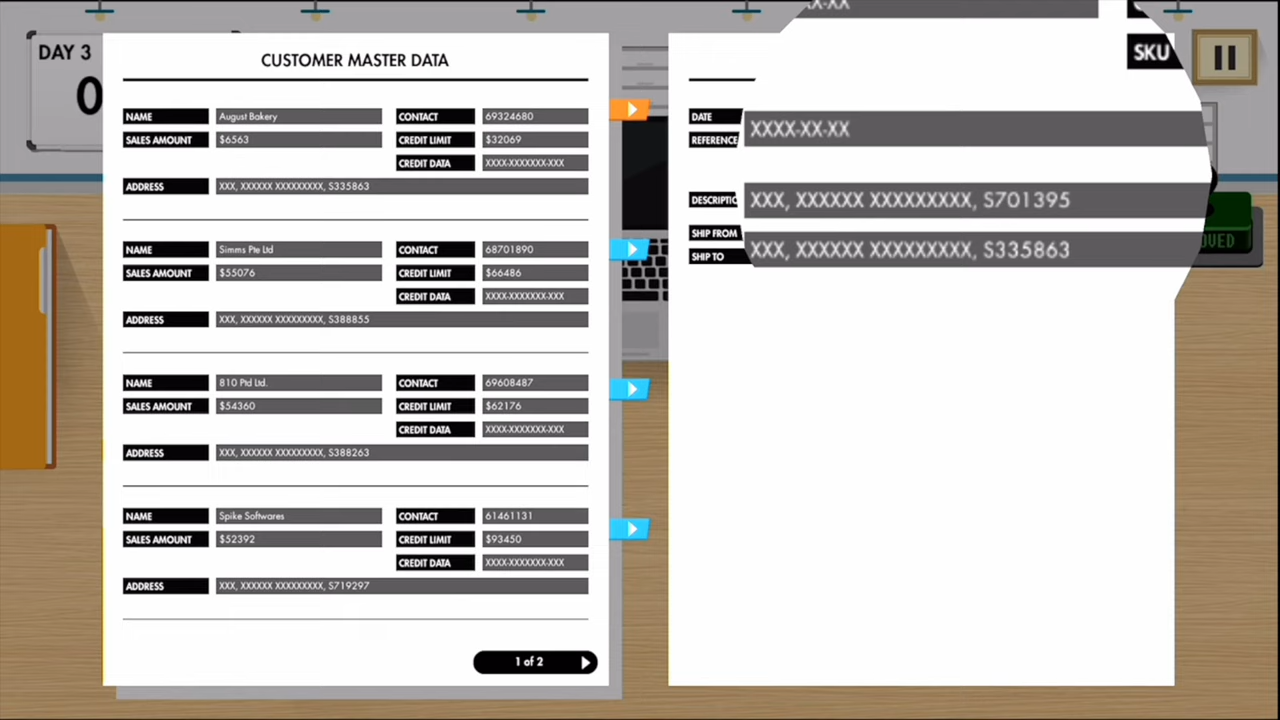 DAY 3
0
CUSTOMER MASTER DATA
NAME August Bakery CONTACT 69324680
SALES AMOUNT $6563 CREDIT LIMIT $32069
CREDIT DATA XXXX-XXXXXXX-XXX
ADDRESS XXX, XXXXXX XXXXXXXXX, S335863
NAME Simms Pte Ltd CONTACT 68701890
SALES AMOUNT $55076 CREDIT LIMIT $66486
CREDIT DATA XXXX-XXXXXXX-XXX
ADDRESS XXX, XXXXXX XXXXXXXXX, S388855
NAME 810 Ptd Ltd. CONTACT 69608487
SALES AMOUNT $54360 CREDIT LIMIT $62176
CREDIT DATA XXXX-XXXXXXX-XXX
ADDRESS XXX, XXXXXX XXXXXXXXX, S388263
NAME Spike Softwares CONTACT 61461131
SALES AMOUNT $52392 CREDIT LIMIT $93450
CREDIT DATA XXXX-XXXXXXX-XXX
ADDRESS XXX, XXXXXX XXXXXXXXX, S719297
1 of 2
SKU
DATE
REFERENCE
XXXX-XX-XX
DESCRIPTIO
XXX, XXXXXX XXXXXXXXX, S701395
SHIP FROM
SHIP TO
XXX, XXXXXX XXXXXXXXX, S335863
OVED